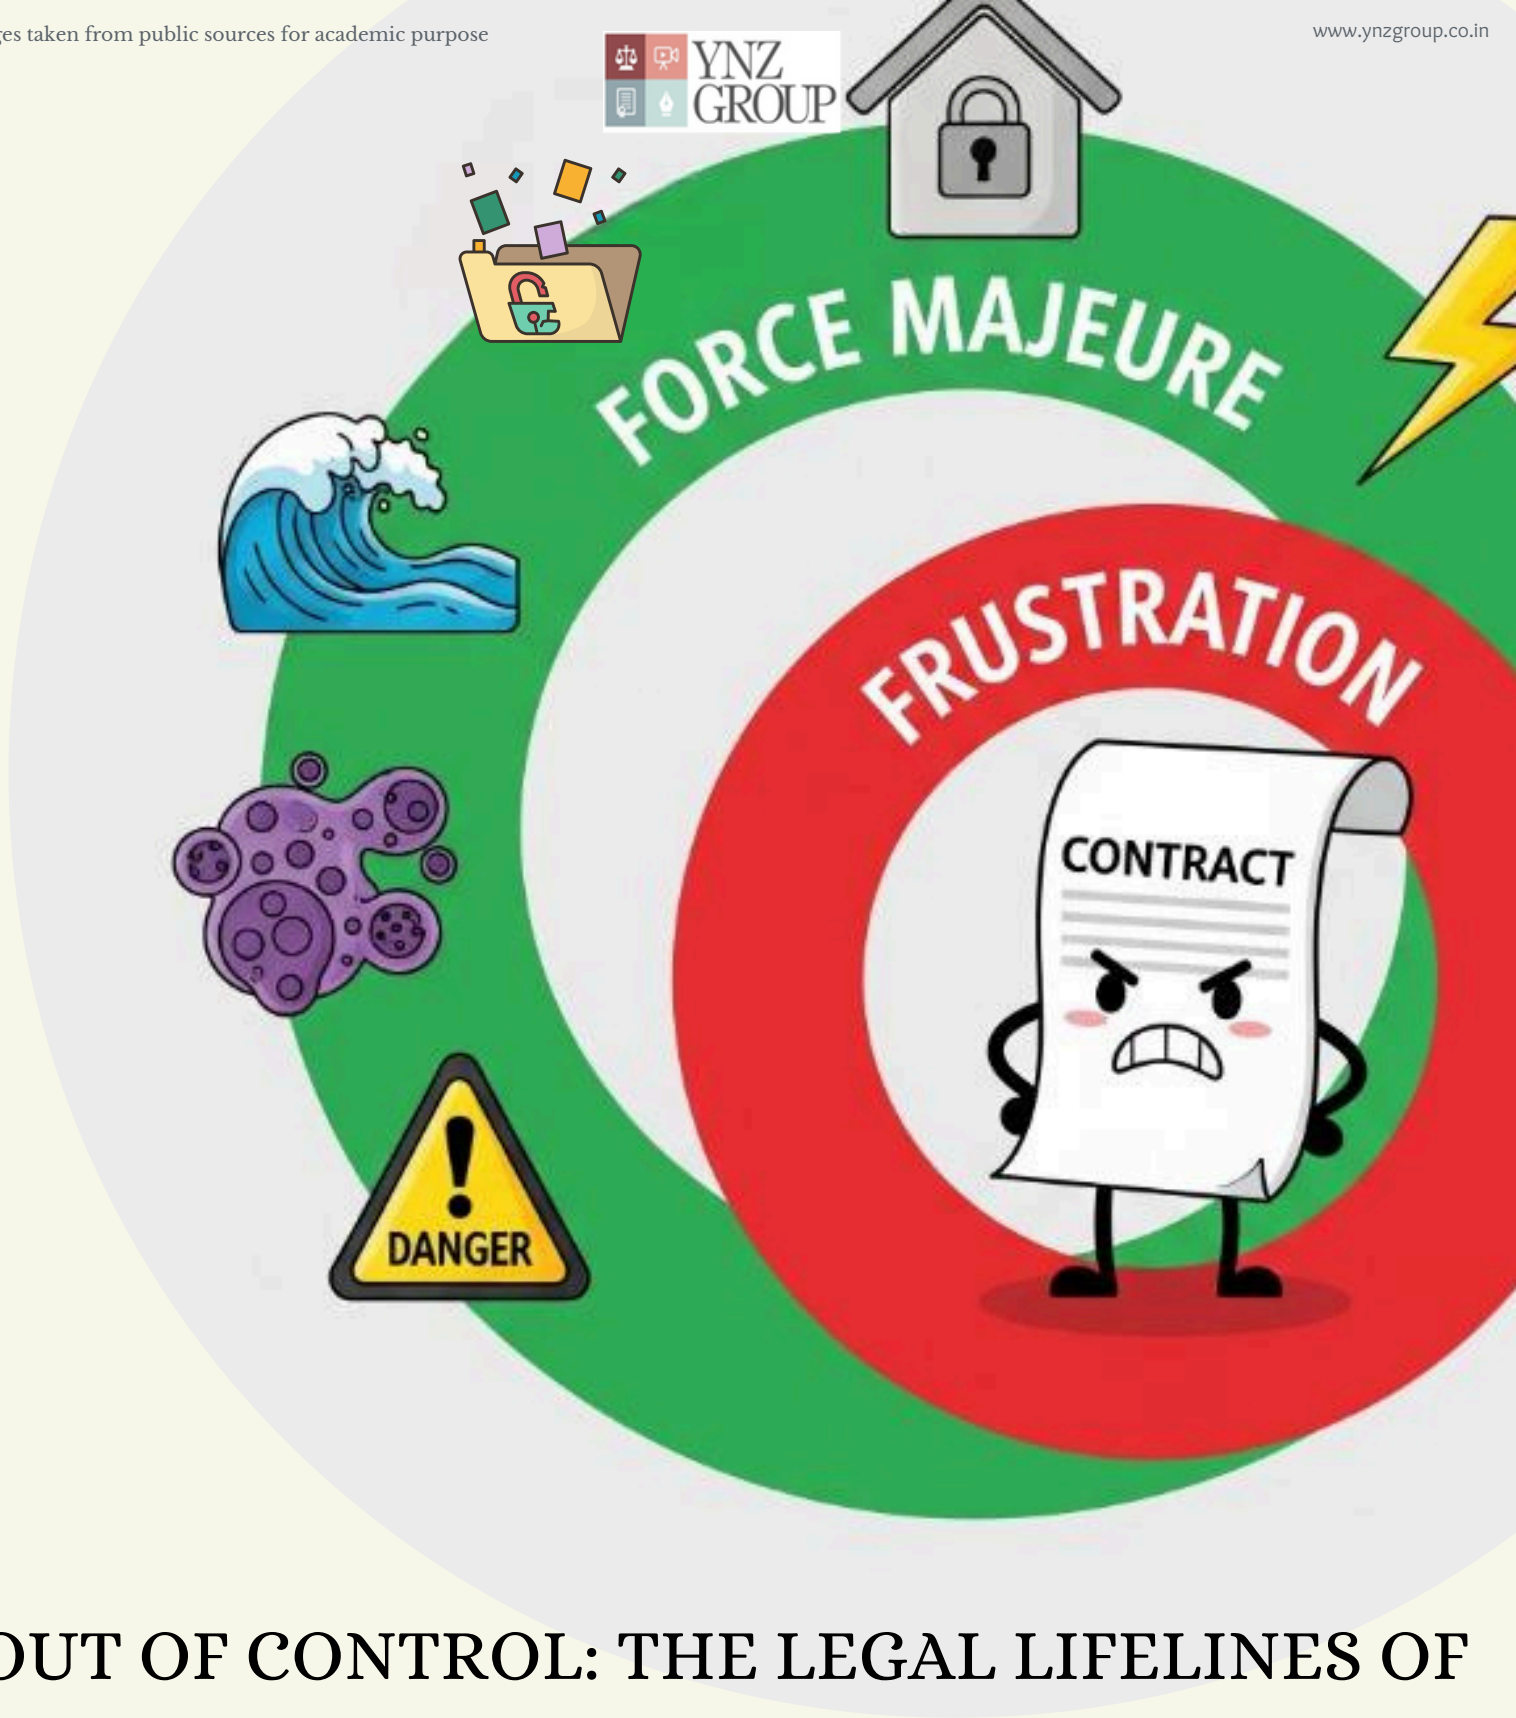 ges taken from public sources for academic purpose
www.ynzgroup.co.in
YNZ
GROUP
FORCE MAJEURE
FRUSTRATION
CONTRACT
DANGER
OUT OF CONTROL: THE LEGAL LIFELINES OF